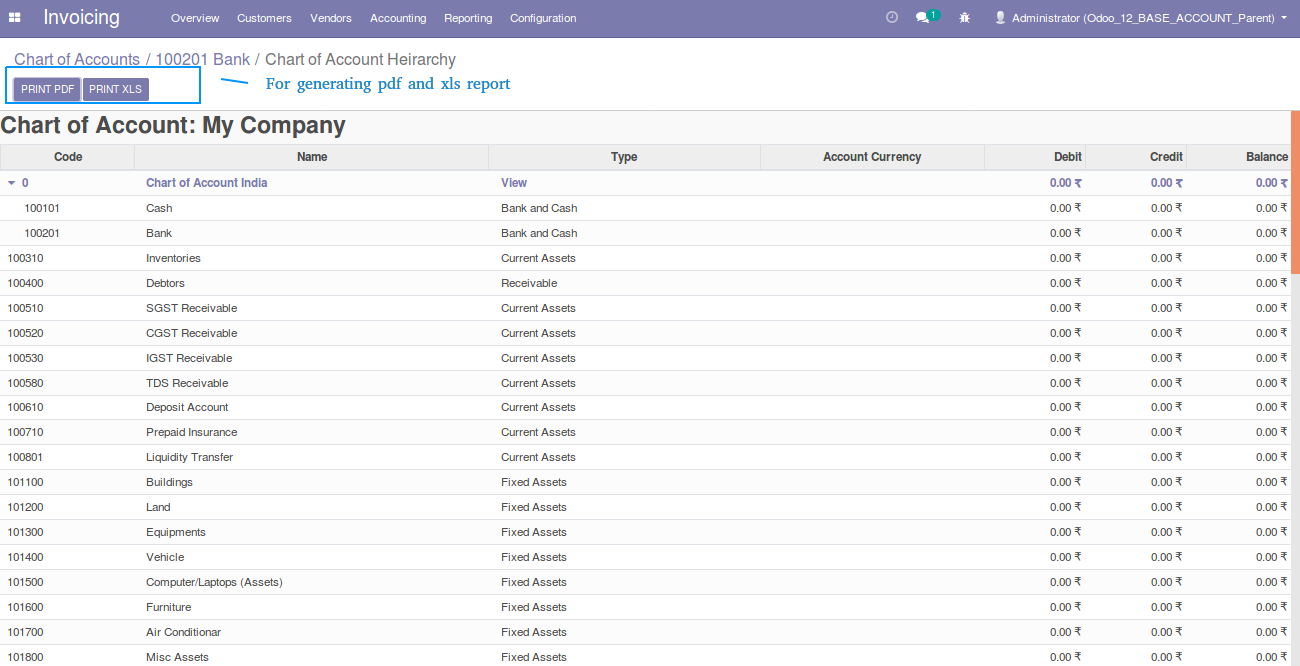 Invoicing Overview Customers Vendors Accounting Reporting Configuration 1 Administrator (Odoo_12_BASE_ACCOUNT_Parent)
Chart of Accounts / 100201 Bank / Chart of Account Heirarchy
PRINT PDF PRINT XLS For generating pdf and xls report
Chart of Account: My Company
Code Name Type Account Currency Debit Credit Balance
0 Chart of Account India View 0.00 ₹ 0.00 ₹ 0.00 ₹
100101 Cash Bank and Cash 0.00 ₹ 0.00 ₹ 0.00 ₹
100201 Bank Bank and Cash 0.00 ₹ 0.00 ₹ 0.00 ₹
100310 Inventories Current Assets 0.00 ₹ 0.00 ₹ 0.00 ₹
100400 Debtors Receivable 0.00 ₹ 0.00 ₹ 0.00 ₹
100510 SGST Receivable Current Assets 0.00 ₹ 0.00 ₹ 0.00 ₹
100520 CGST Receivable Current Assets 0.00 ₹ 0.00 ₹ 0.00 ₹
100530 IGST Receivable Current Assets 0.00 ₹ 0.00 ₹ 0.00 ₹
100580 TDS Receivable Current Assets 0.00 ₹ 0.00 ₹ 0.00 ₹
100610 Deposit Account Current Assets 0.00 ₹ 0.00 ₹ 0.00 ₹
100710 Prepaid Insurance Current Assets 0.00 ₹ 0.00 ₹ 0.00 ₹
100801 Liquidity Transfer Current Assets 0.00 ₹ 0.00 ₹ 0.00 ₹
101100 Buildings Fixed Assets 0.00 ₹ 0.00 ₹ 0.00 ₹
101200 Land Fixed Assets 0.00 ₹ 0.00 ₹ 0.00 ₹
101300 Equipments Fixed Assets 0.00 ₹ 0.00 ₹ 0.00 ₹
101400 Vehicle Fixed Assets 0.00 ₹ 0.00 ₹ 0.00 ₹
101500 Computer/Laptops (Assets) Fixed Assets 0.00 ₹ 0.00 ₹ 0.00 ₹
101600 Furniture Fixed Assets 0.00 ₹ 0.00 ₹ 0.00 ₹
101700 Air Conditionar Fixed Assets 0.00 ₹ 0.00 ₹ 0.00 ₹
101800 Misc Assets Fixed Assets 0.00 ₹ 0.00 ₹ 0.00 ₹